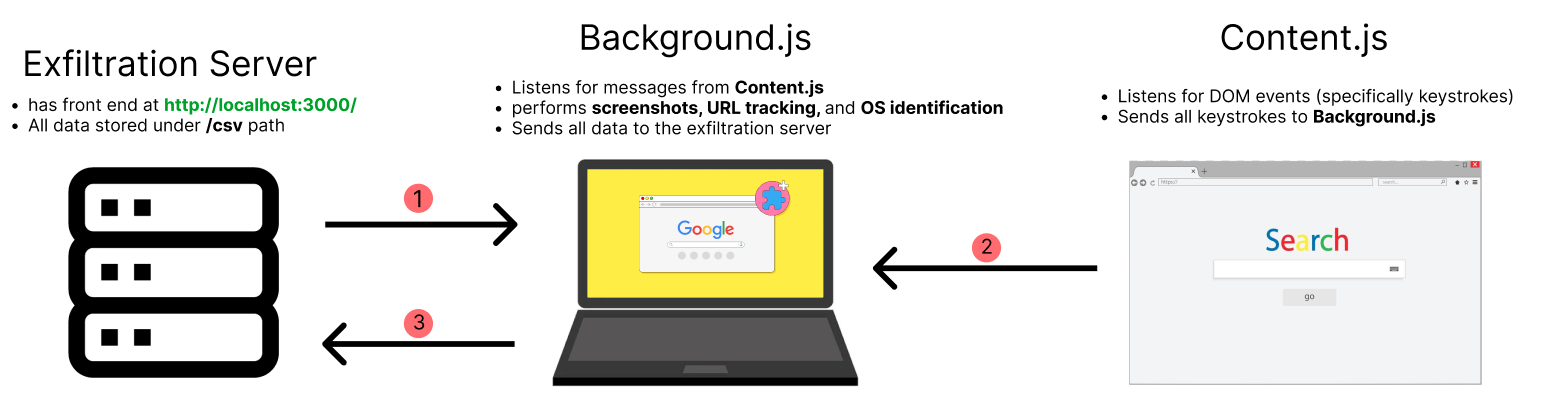 Exfiltration Server
• has front end at http://localhost:3000/
• All data stored under /csv path
1
3
Background.js
• Listens for messages from Content.js
• performs screenshots, URL tracking, and OS identification
• Sends all data to the exfiltration server
Google
2
Content.js
• Listens for DOM events (specifically keystrokes)
• Sends all keystrokes to Background.js
Search
go